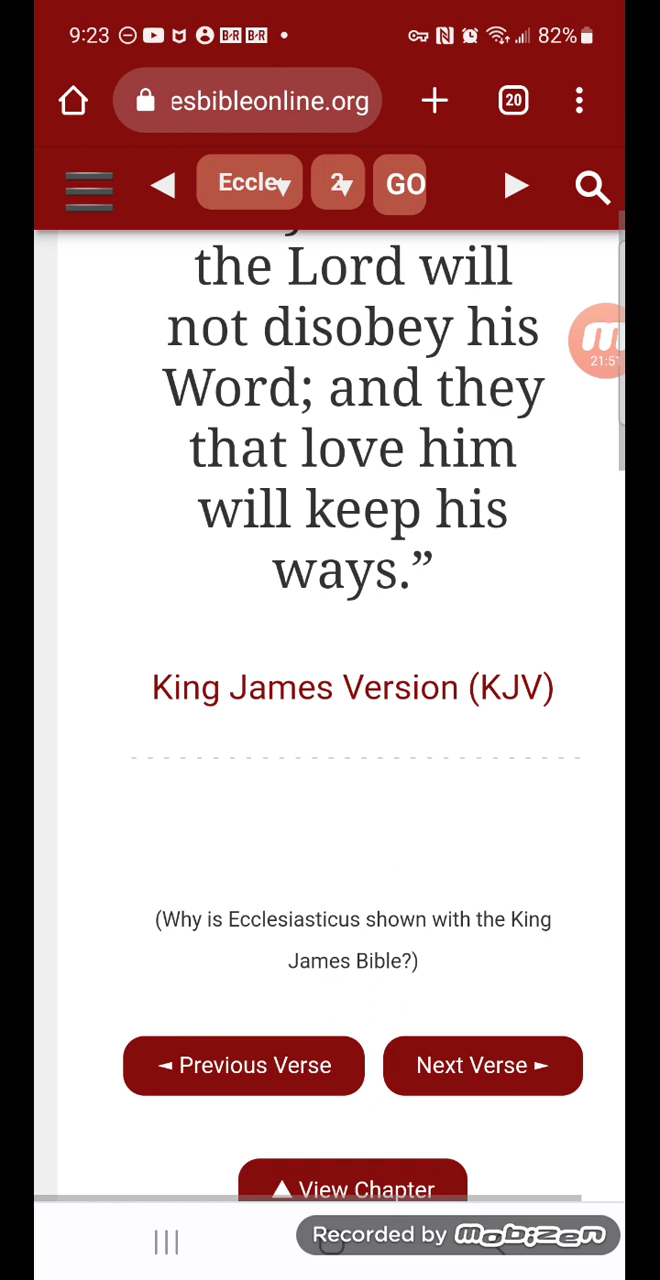 9:23 B·R B·R 82%
esbibleonline.org 20
Eccle 2 GO
the Lord will
not disobey his
Word; and they
that love him
will keep his
ways.”
21:5
King James Version (KJV)
(Why is Ecclesiasticus shown with the King
James Bible?)
◄ Previous Verse Next Verse ►
▲ View Chapter
Recorded by mobizen